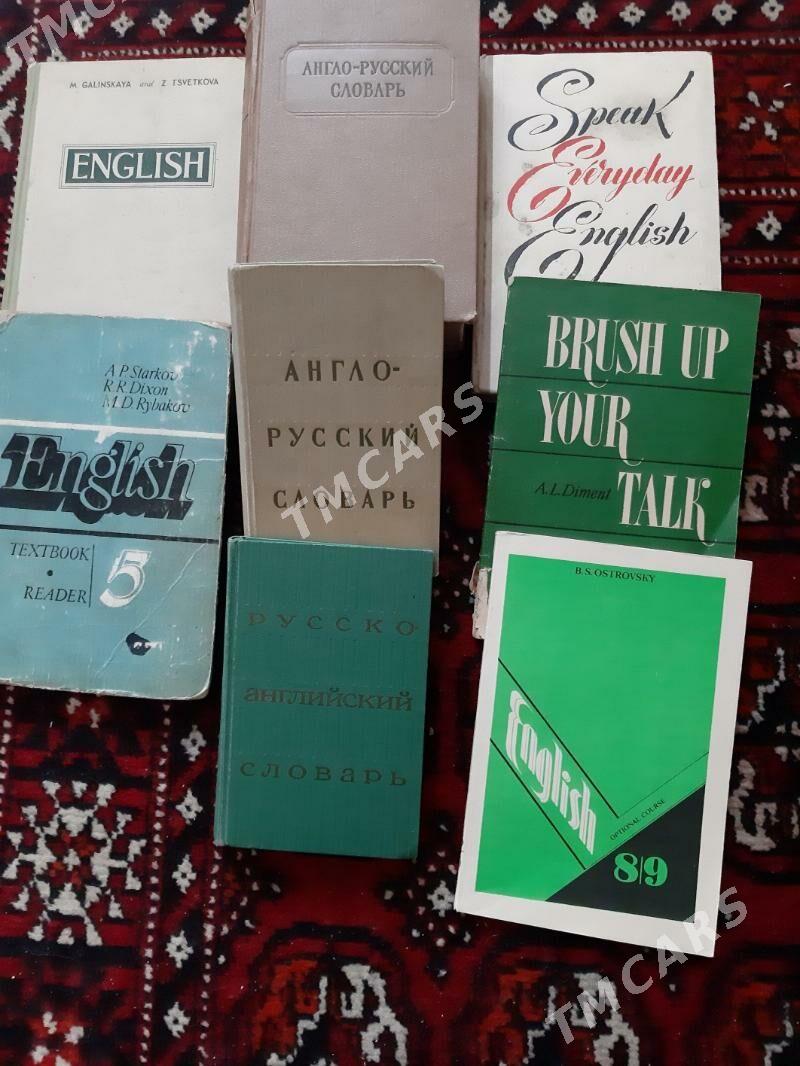 M. GALINSKAYA and Z. TSVETKOVA
ENGLISH
АНГЛО-РУССКИЙ
СЛОВАРЬ
Speak
Everyday
English
A.P. Starkov
R.R. Dixon
M.D. Rybakov
English
TEXTBOOK
READER
5
АНГЛО-
РУССКИЙ
СЛОВАРЬ
BRUSH UP
YOUR
TALK
A.L. Diment
РУССКО-
английский
словарь
B.S. OSTROVSKY
English
OPTIONAL COURSE
8|9
TMCARS
TMCARS
TMCARS